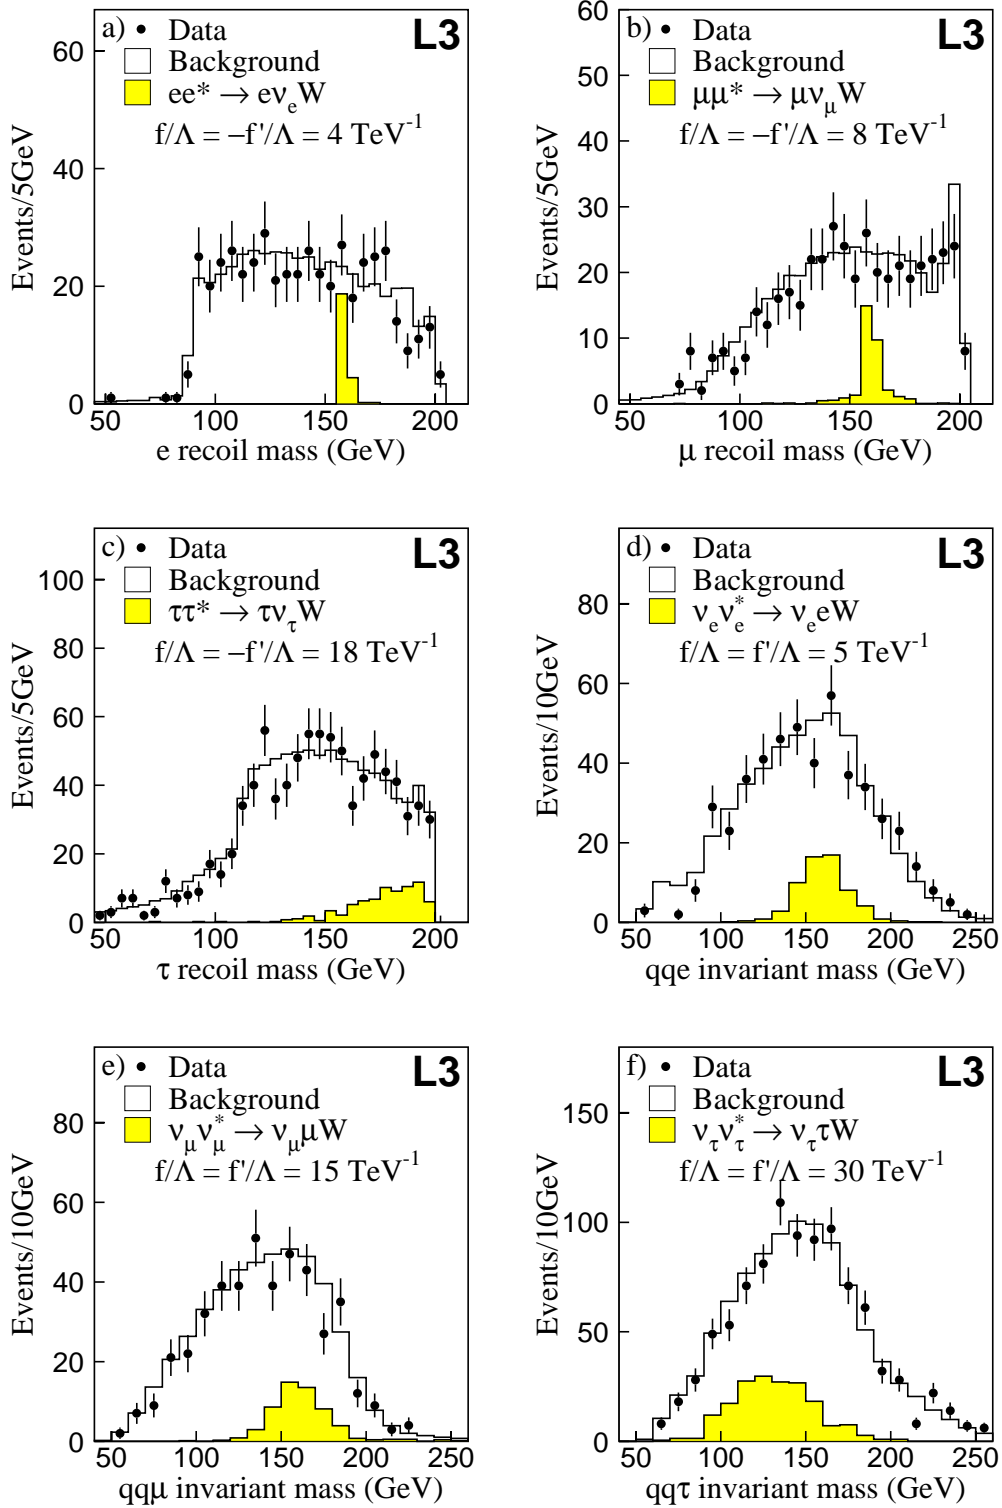 a) Data L3
Background
ee* → eν_eW
f/Λ = −f'/Λ = 4 TeV⁻¹
Events/5GeV
60
40
20
0
50 100 150 200
e recoil mass (GeV)
b) Data L3
Background
μμ* → μν_μW
f/Λ = −f'/Λ = 8 TeV⁻¹
Events/5GeV
60
50
40
30
20
10
0
50 100 150 200
μ recoil mass (GeV)
c) Data L3
Background
ττ* → τν_τW
f/Λ = −f'/Λ = 18 TeV⁻¹
Events/5GeV
100
80
60
40
20
0
50 100 150 200
τ recoil mass (GeV)
d) Data L3
Background
ν_eν_e* → ν_eeW
f/Λ = f'/Λ = 5 TeV⁻¹
Events/10GeV
80
60
40
20
0
50 100 150 200 250
qqe invariant mass (GeV)
e) Data L3
Background
ν_μν_μ* → ν_μμW
f/Λ = f'/Λ = 15 TeV⁻¹
Events/10GeV
80
60
40
20
0
50 100 150 200 250
qqμ invariant mass (GeV)
f) Data L3
Background
ν_τν_τ* → ν_ττW
f/Λ = f'/Λ = 30 TeV⁻¹
Events/10GeV
150
100
50
0
50 100 150 200 250
qqτ invariant mass (GeV)